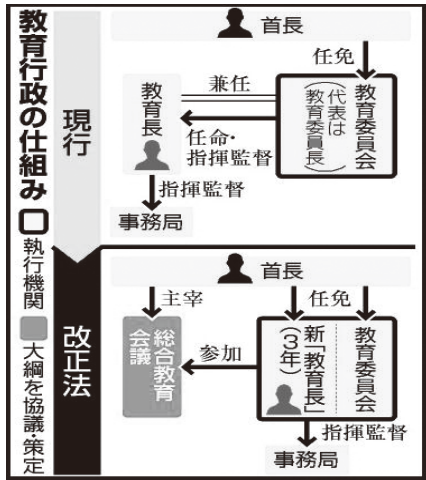 教育行政の仕組み
執行機関
大綱を協議・策定
現行
首長
任免
教育委員会
(代表は
教育委員長)
兼任
任命・
指揮監督
教育長
指揮監督
事務局
改正法
首長
主宰
任免
総合教育
会議
参加
教育委員会
新「教育長」
(3年)
指揮監督
事務局